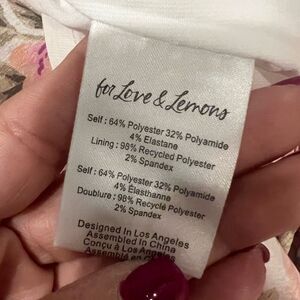 for Love & Lemons
Self : 64% Polyester 32% Polyamide
4% Elastane
Lining : 98% Recycled Polyester
2% Spandex
Self : 64% Polyester 32% Polyamide
4% Élasthanne
Doublure : 98% Recyclé Polyester
2% Spandex
Designed In Los Angeles
Assembled In China
Conçu à Los Angeles
Assemblé en